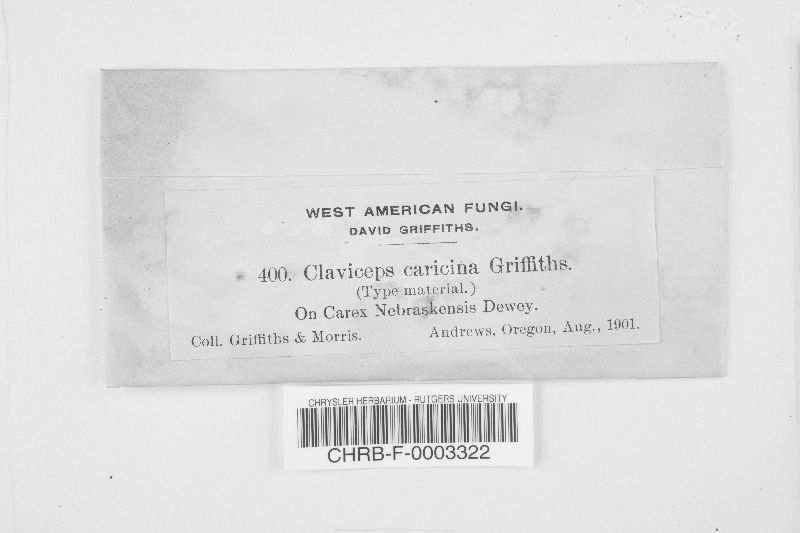 WEST AMERICAN FUNGI.
DAVID GRIFFITHS.
400. Claviceps caricina Griffiths.
(Type material.)
On Carex Nebraskensis Dewey.
Coll. Griffiths & Morris. Andrews, Oregon, Aug., 1901.
CHRYSLER HERBARIUM - RUTGERS UNIVERSITY
CHRB-F-0003322